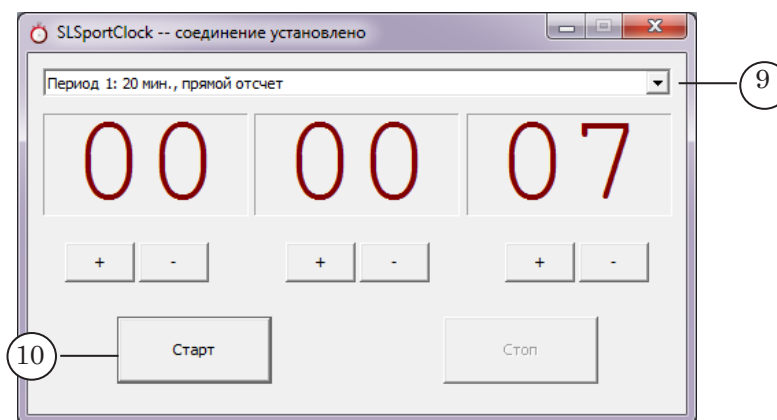 SLSportClock -- соединение установлено
Период 1: 20 мин., прямой отсчет
9
00 00 07
+ - + - + -
10
Старт Стоп